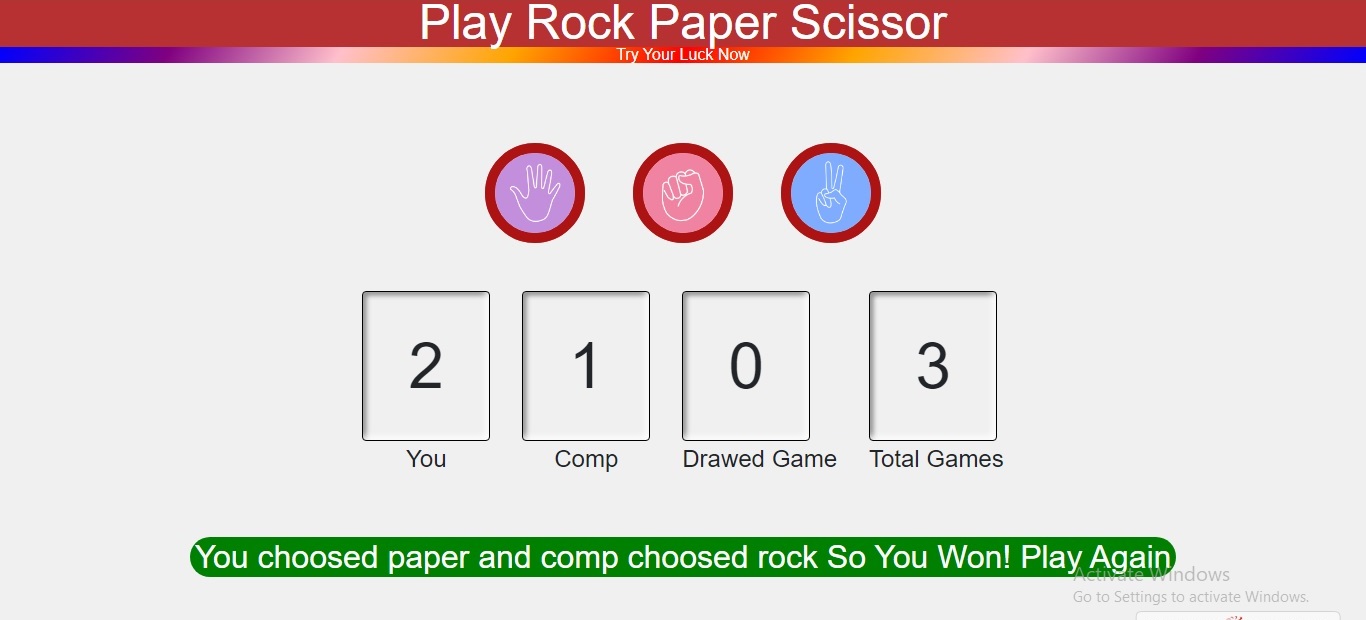 Play Rock Paper Scissor
Try Your Luck Now
2 1 0 3
You Comp Drawed Game Total Games
You choosed paper and comp choosed rock So You Won! Play Again
Activate Windows
Go to Settings to activate Windows.